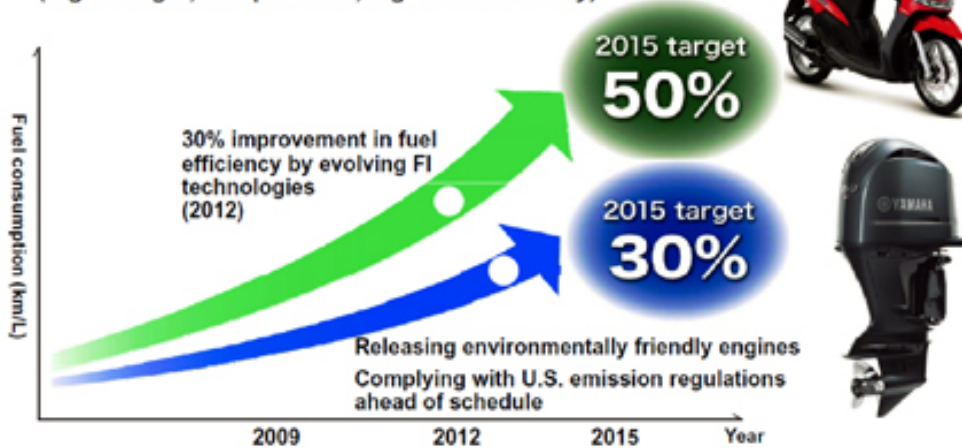 2015 target
50%
30% improvement in fuel
efficiency by evolving FI
technologies
(2012)
Fuel consumption (km/L)
2015 target
30%
YAMAHA
Releasing environmentally friendly engines
Complying with U.S. emission regulations
ahead of schedule
2009 2012 2015 Year